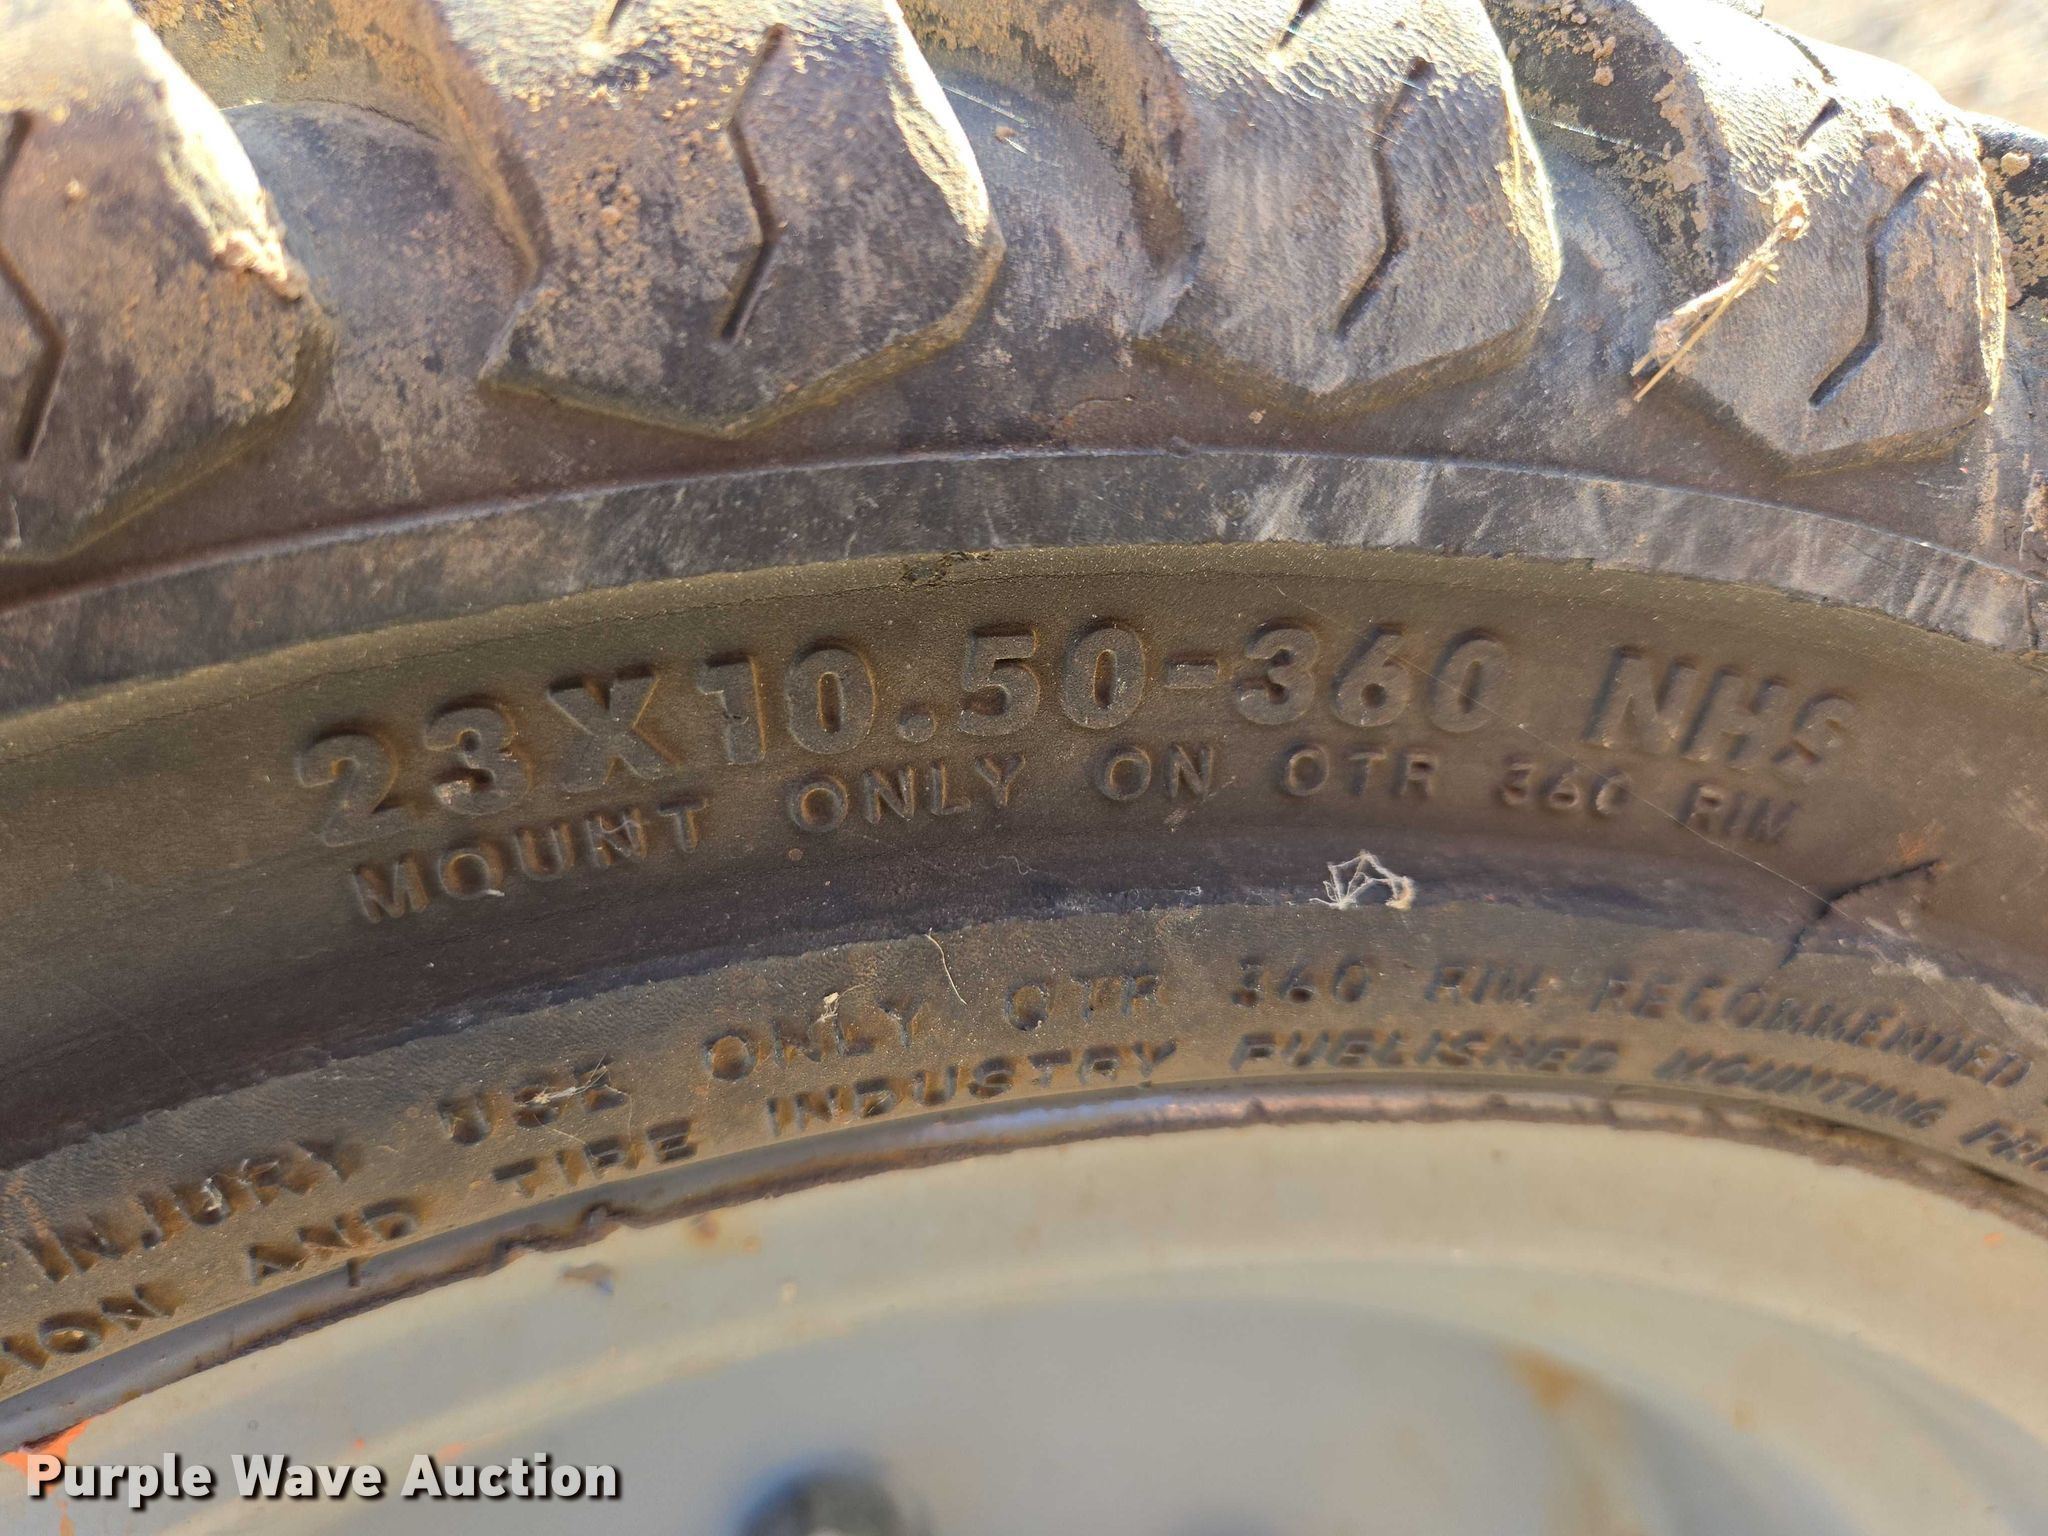 23X10.50-360 NHS
MOUNT ONLY ON OTR 360 RIM
INJURY USE ONLY OTR 360 RIM RECOMMENDED
AND TIRE INDUSTRY PUBLISHED MOUNTING
Purple Wave Auction